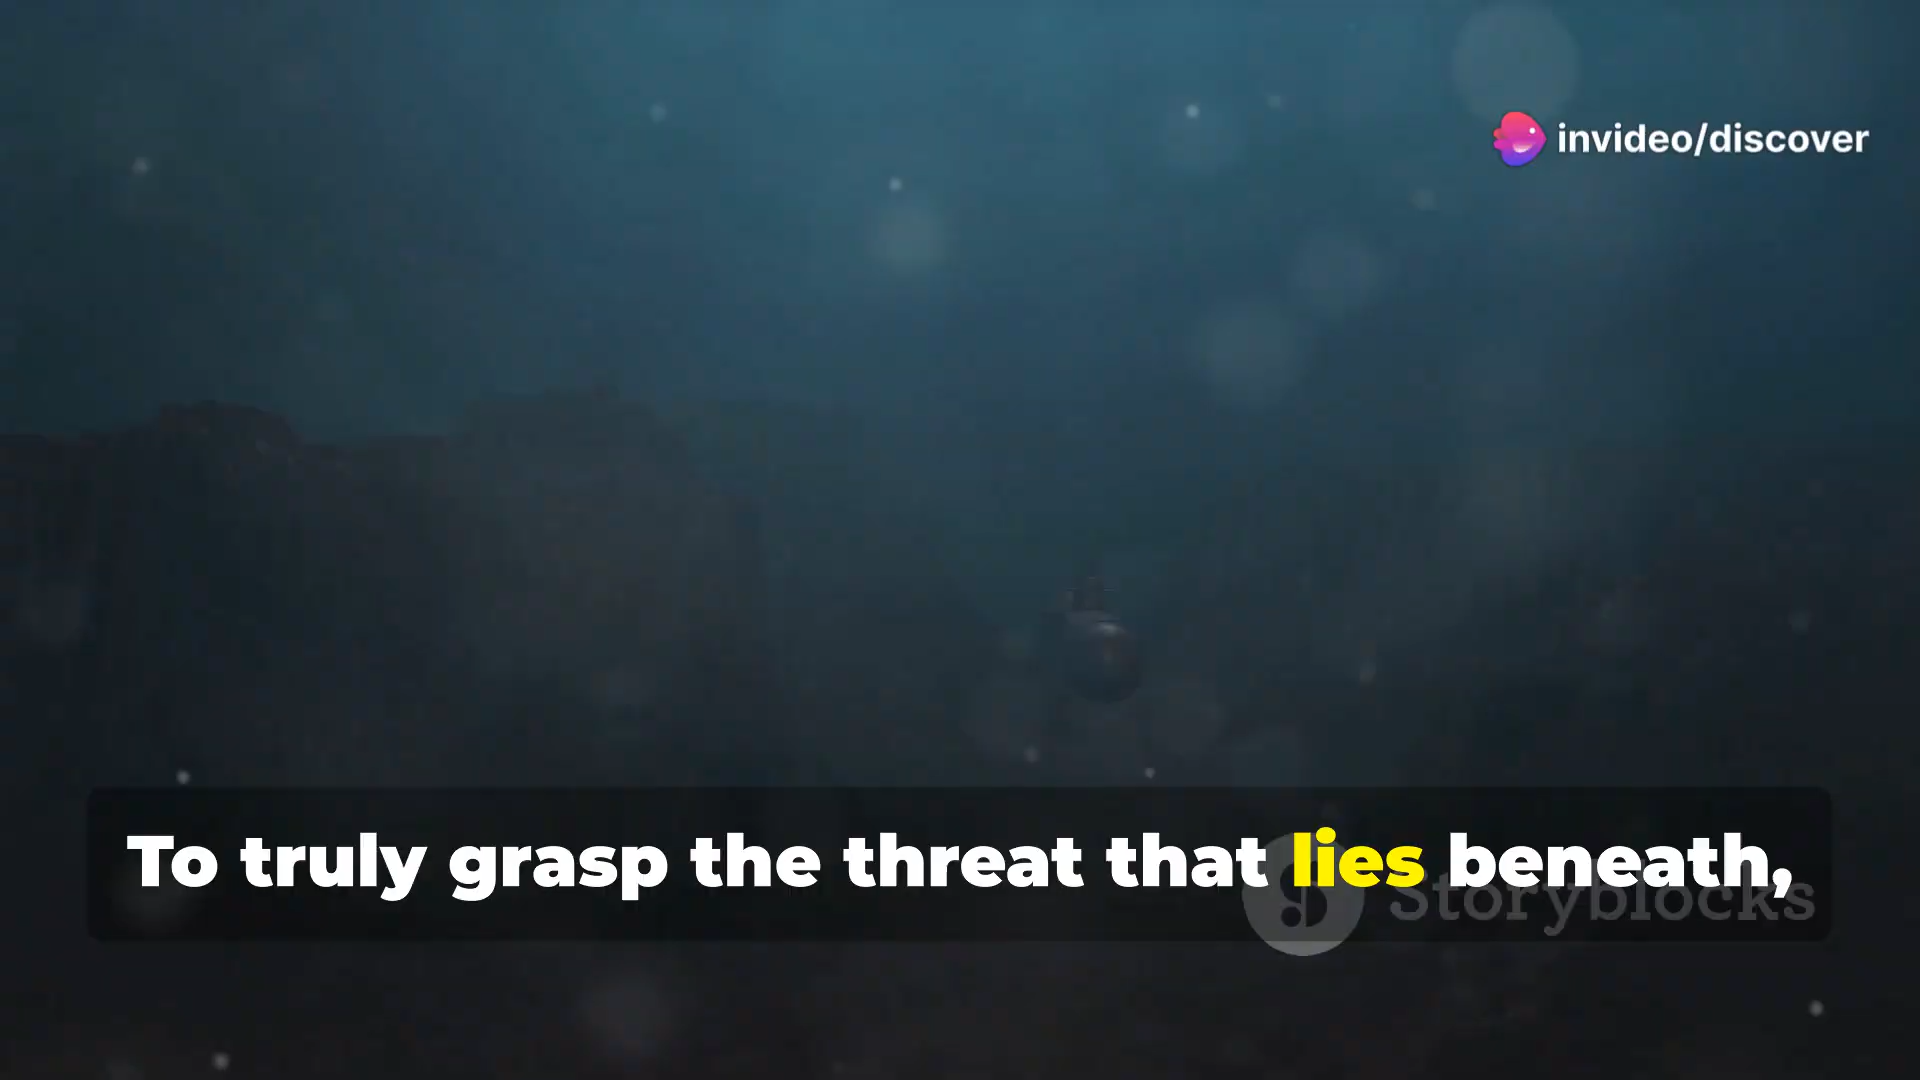 invideo/discover
To truly grasp the threat that lies beneath,
Storyblocks